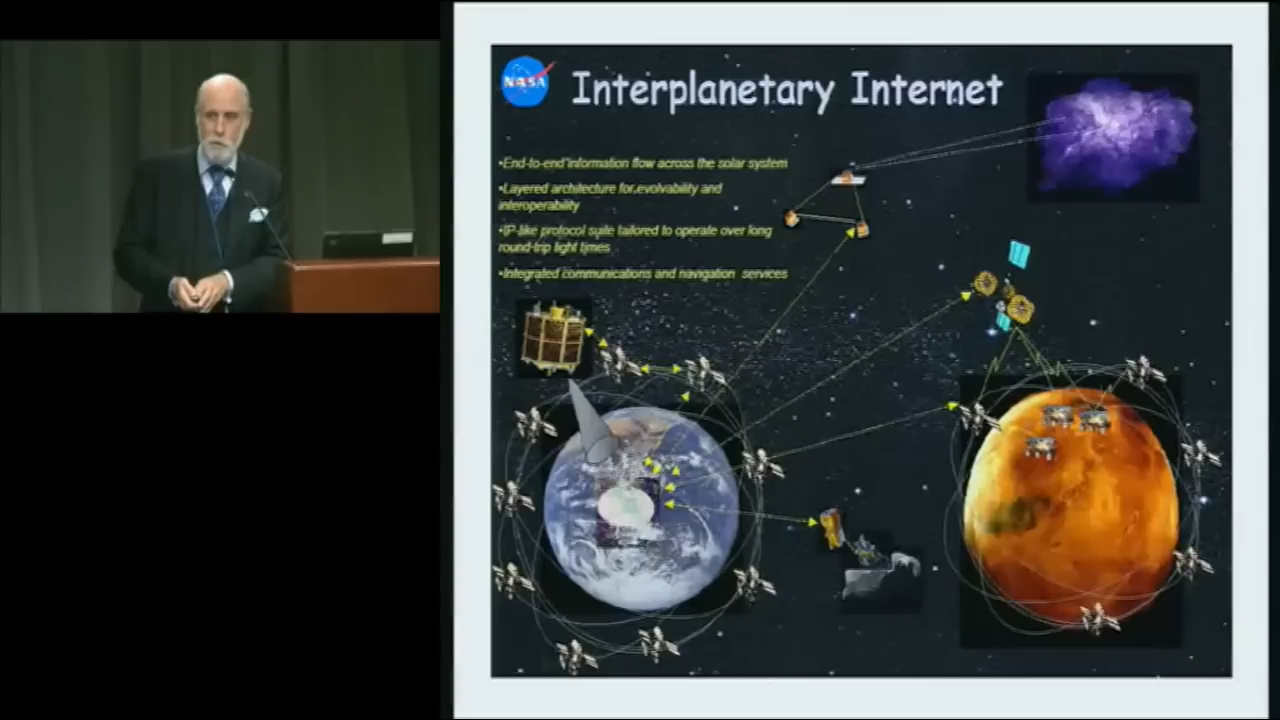 NASA
Interplanetary Internet
•End-to-end information flow across the solar system
•Layered architecture for evolvability and
interoperability
•IP-like protocol suite tailored to operate over long
round-trip light times
•Integrated communications and navigation services